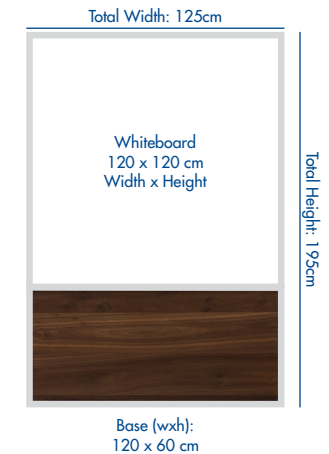 Total Width: 125cm
Whiteboard
120 x 120 cm
Width x Height
Total Height: 195cm
Base (wxh):
120 x 60 cm